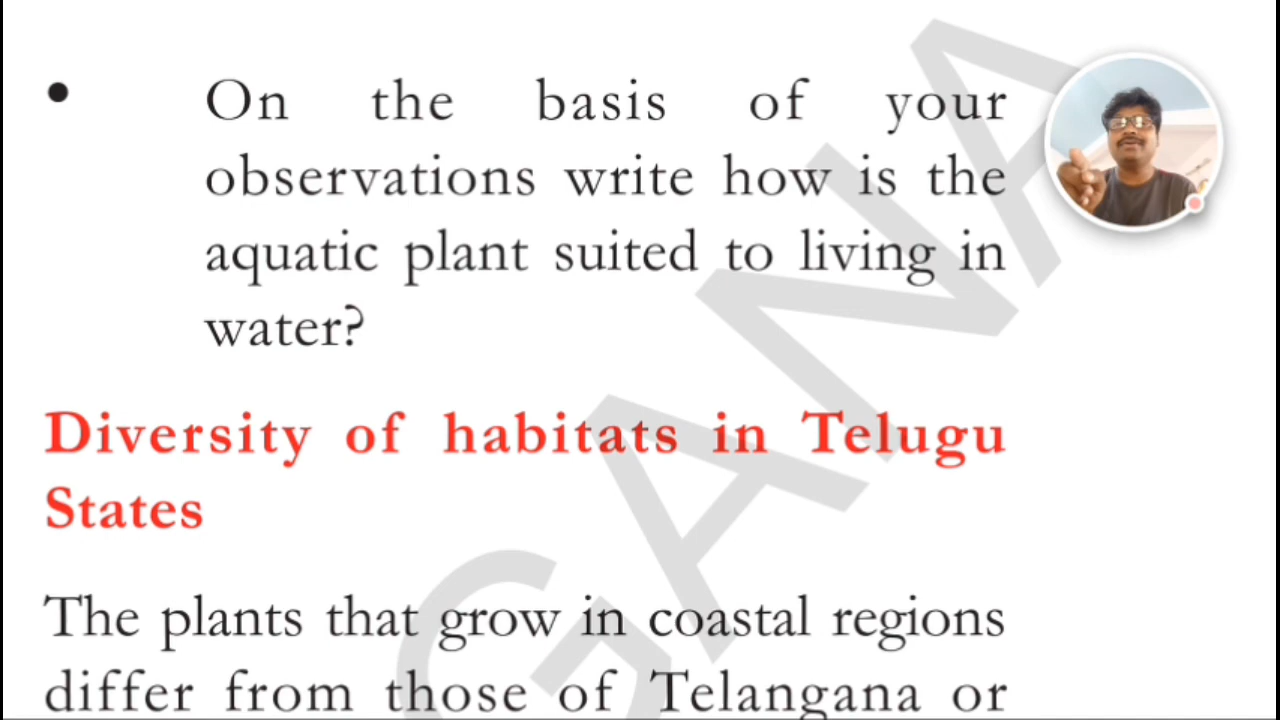 • On the basis of your
observations write how is the
aquatic plant suited to living in
water?
Diversity of habitats in Telugu
States
The plants that grow in coastal regions
differ from those of Telangana or
GANA